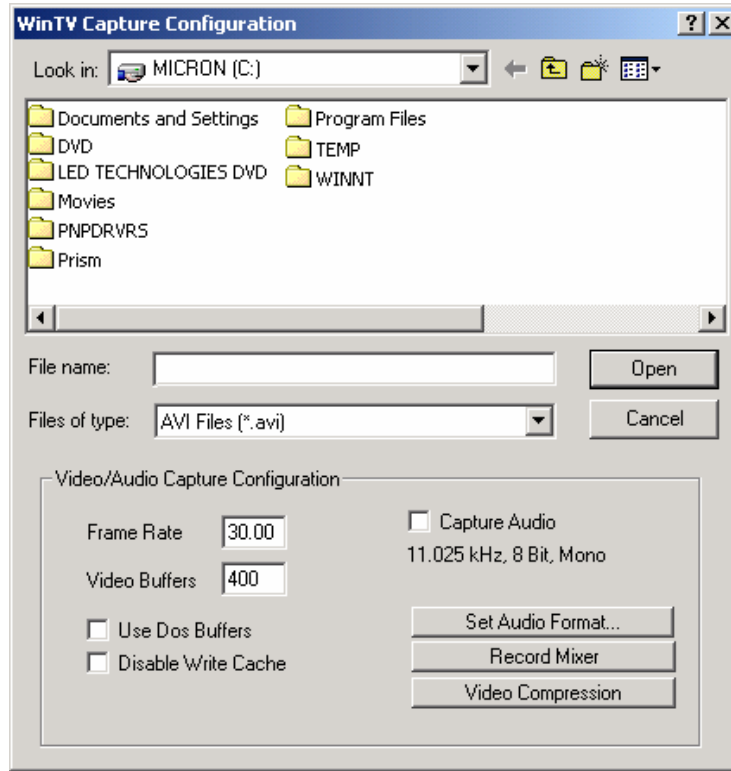 WinTV Capture Configuration
Look in: MICRON (C:)
Documents and Settings
DVD
LED TECHNOLOGIES DVD
Movies
PNPDRVRS
Prism
Program Files
TEMP
WINNT
File name:
Open
Files of type: AVI Files (*.avi)
Cancel
Video/Audio Capture Configuration
Frame Rate 30.00
Video Buffers 400
Use Dos Buffers
Disable Write Cache
Capture Audio
11.025 kHz, 8 Bit, Mono
Set Audio Format...
Record Mixer
Video Compression